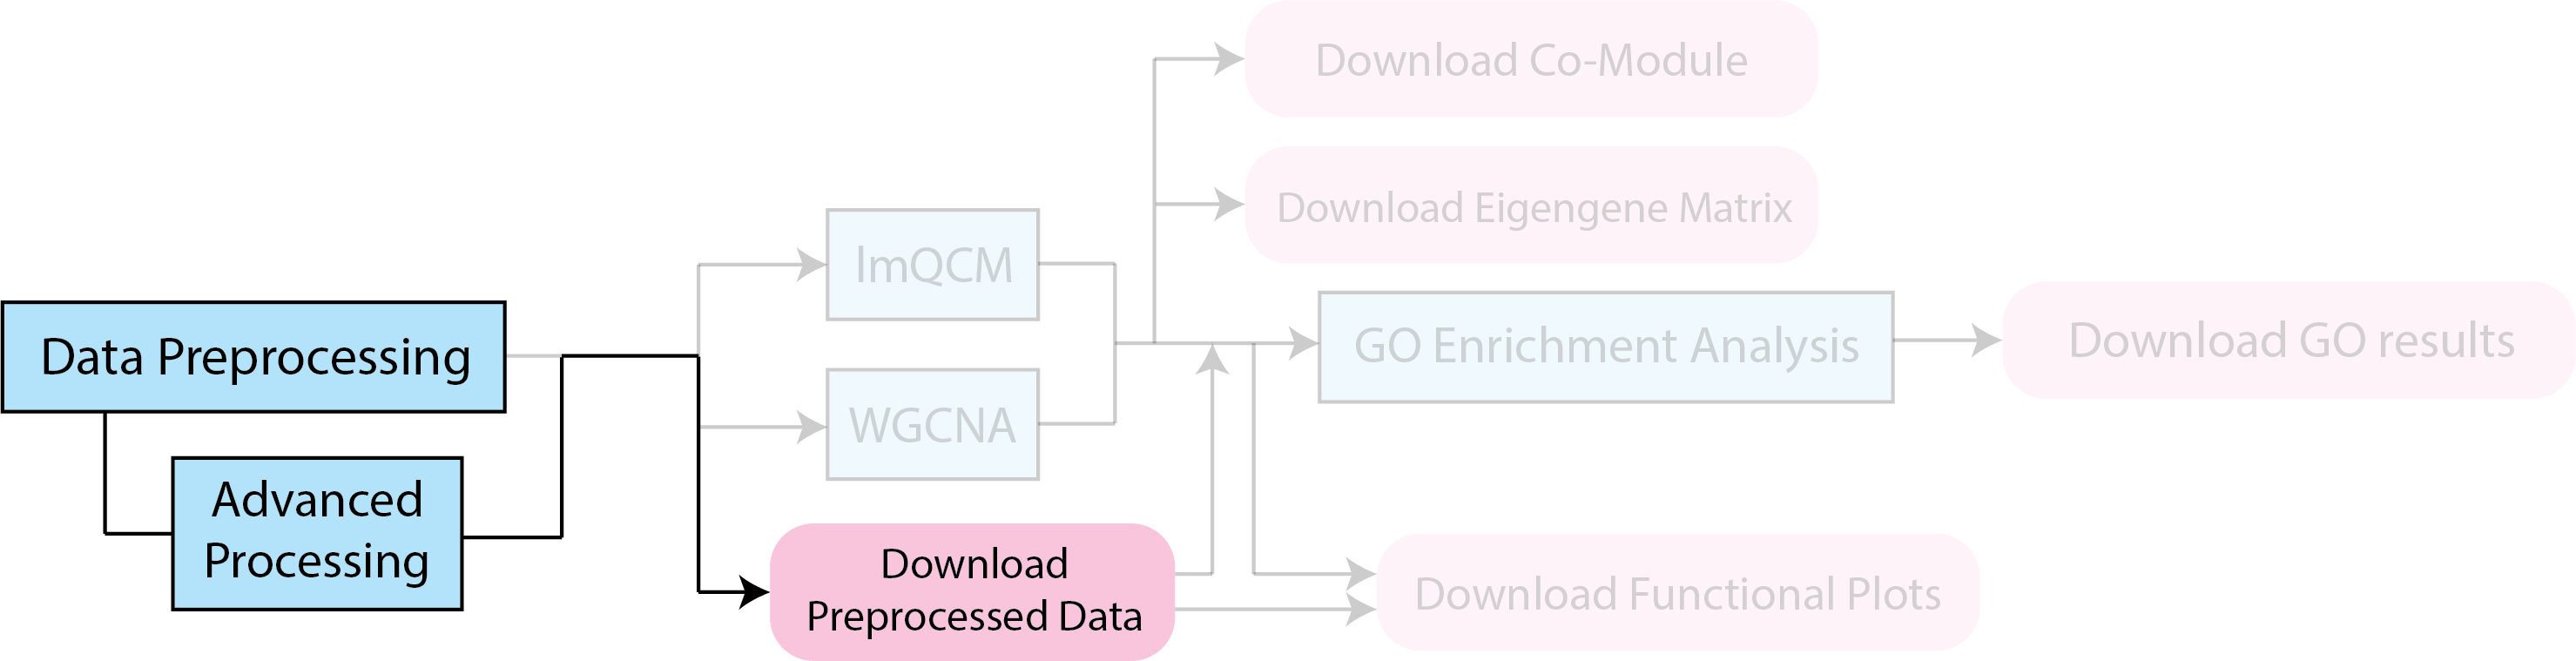 Download Co-Module
Download Eigengene Matrix
lmQCM
Data Preprocessing
GO Enrichment Analysis
Download GO results
WGCNA
Advanced
Processing
Download
Preprocessed Data
Download Functional Plots